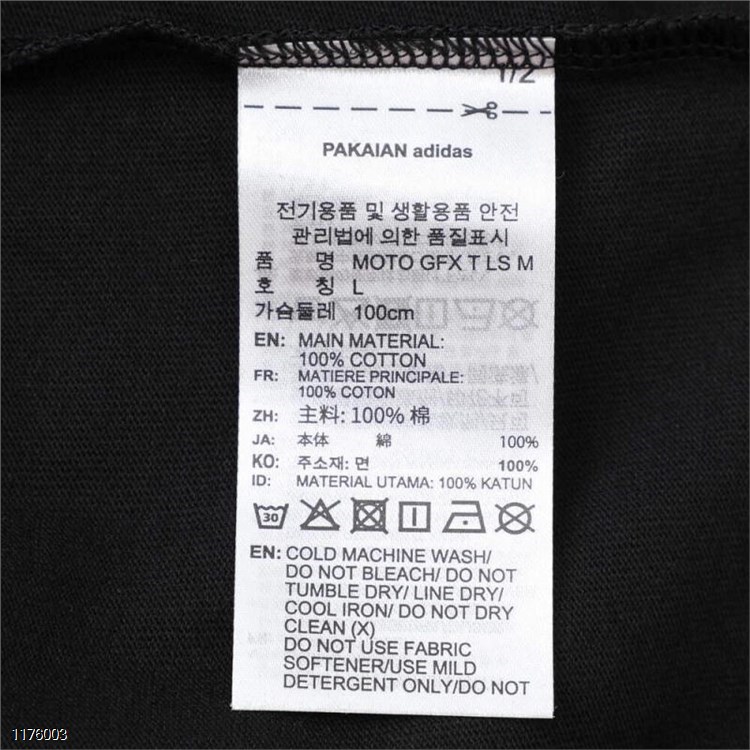 1/2
PAKAIAN adidas
전기용품 및 생활용품 안전
관리법에 의한 품질표시
품 명 MOTO GFX T LS M
호 칭 L
가슴둘레 100cm
EN: MAIN MATERIAL:
100% COTTON
FR: MATIERE PRINCIPALE:
100% COTON
ZH: 主料: 100% 棉
JA: 本体 綿 100%
KO: 주소재: 면 100%
ID: MATERIAL UTAMA: 100% KATUN
30
EN: COLD MACHINE WASH/
DO NOT BLEACH/ DO NOT
TUMBLE DRY/ LINE DRY/
COOL IRON/ DO NOT DRY
CLEAN (X)
DO NOT USE FABRIC
SOFTENER/USE MILD
DETERGENT ONLY/DO NOT
1176003